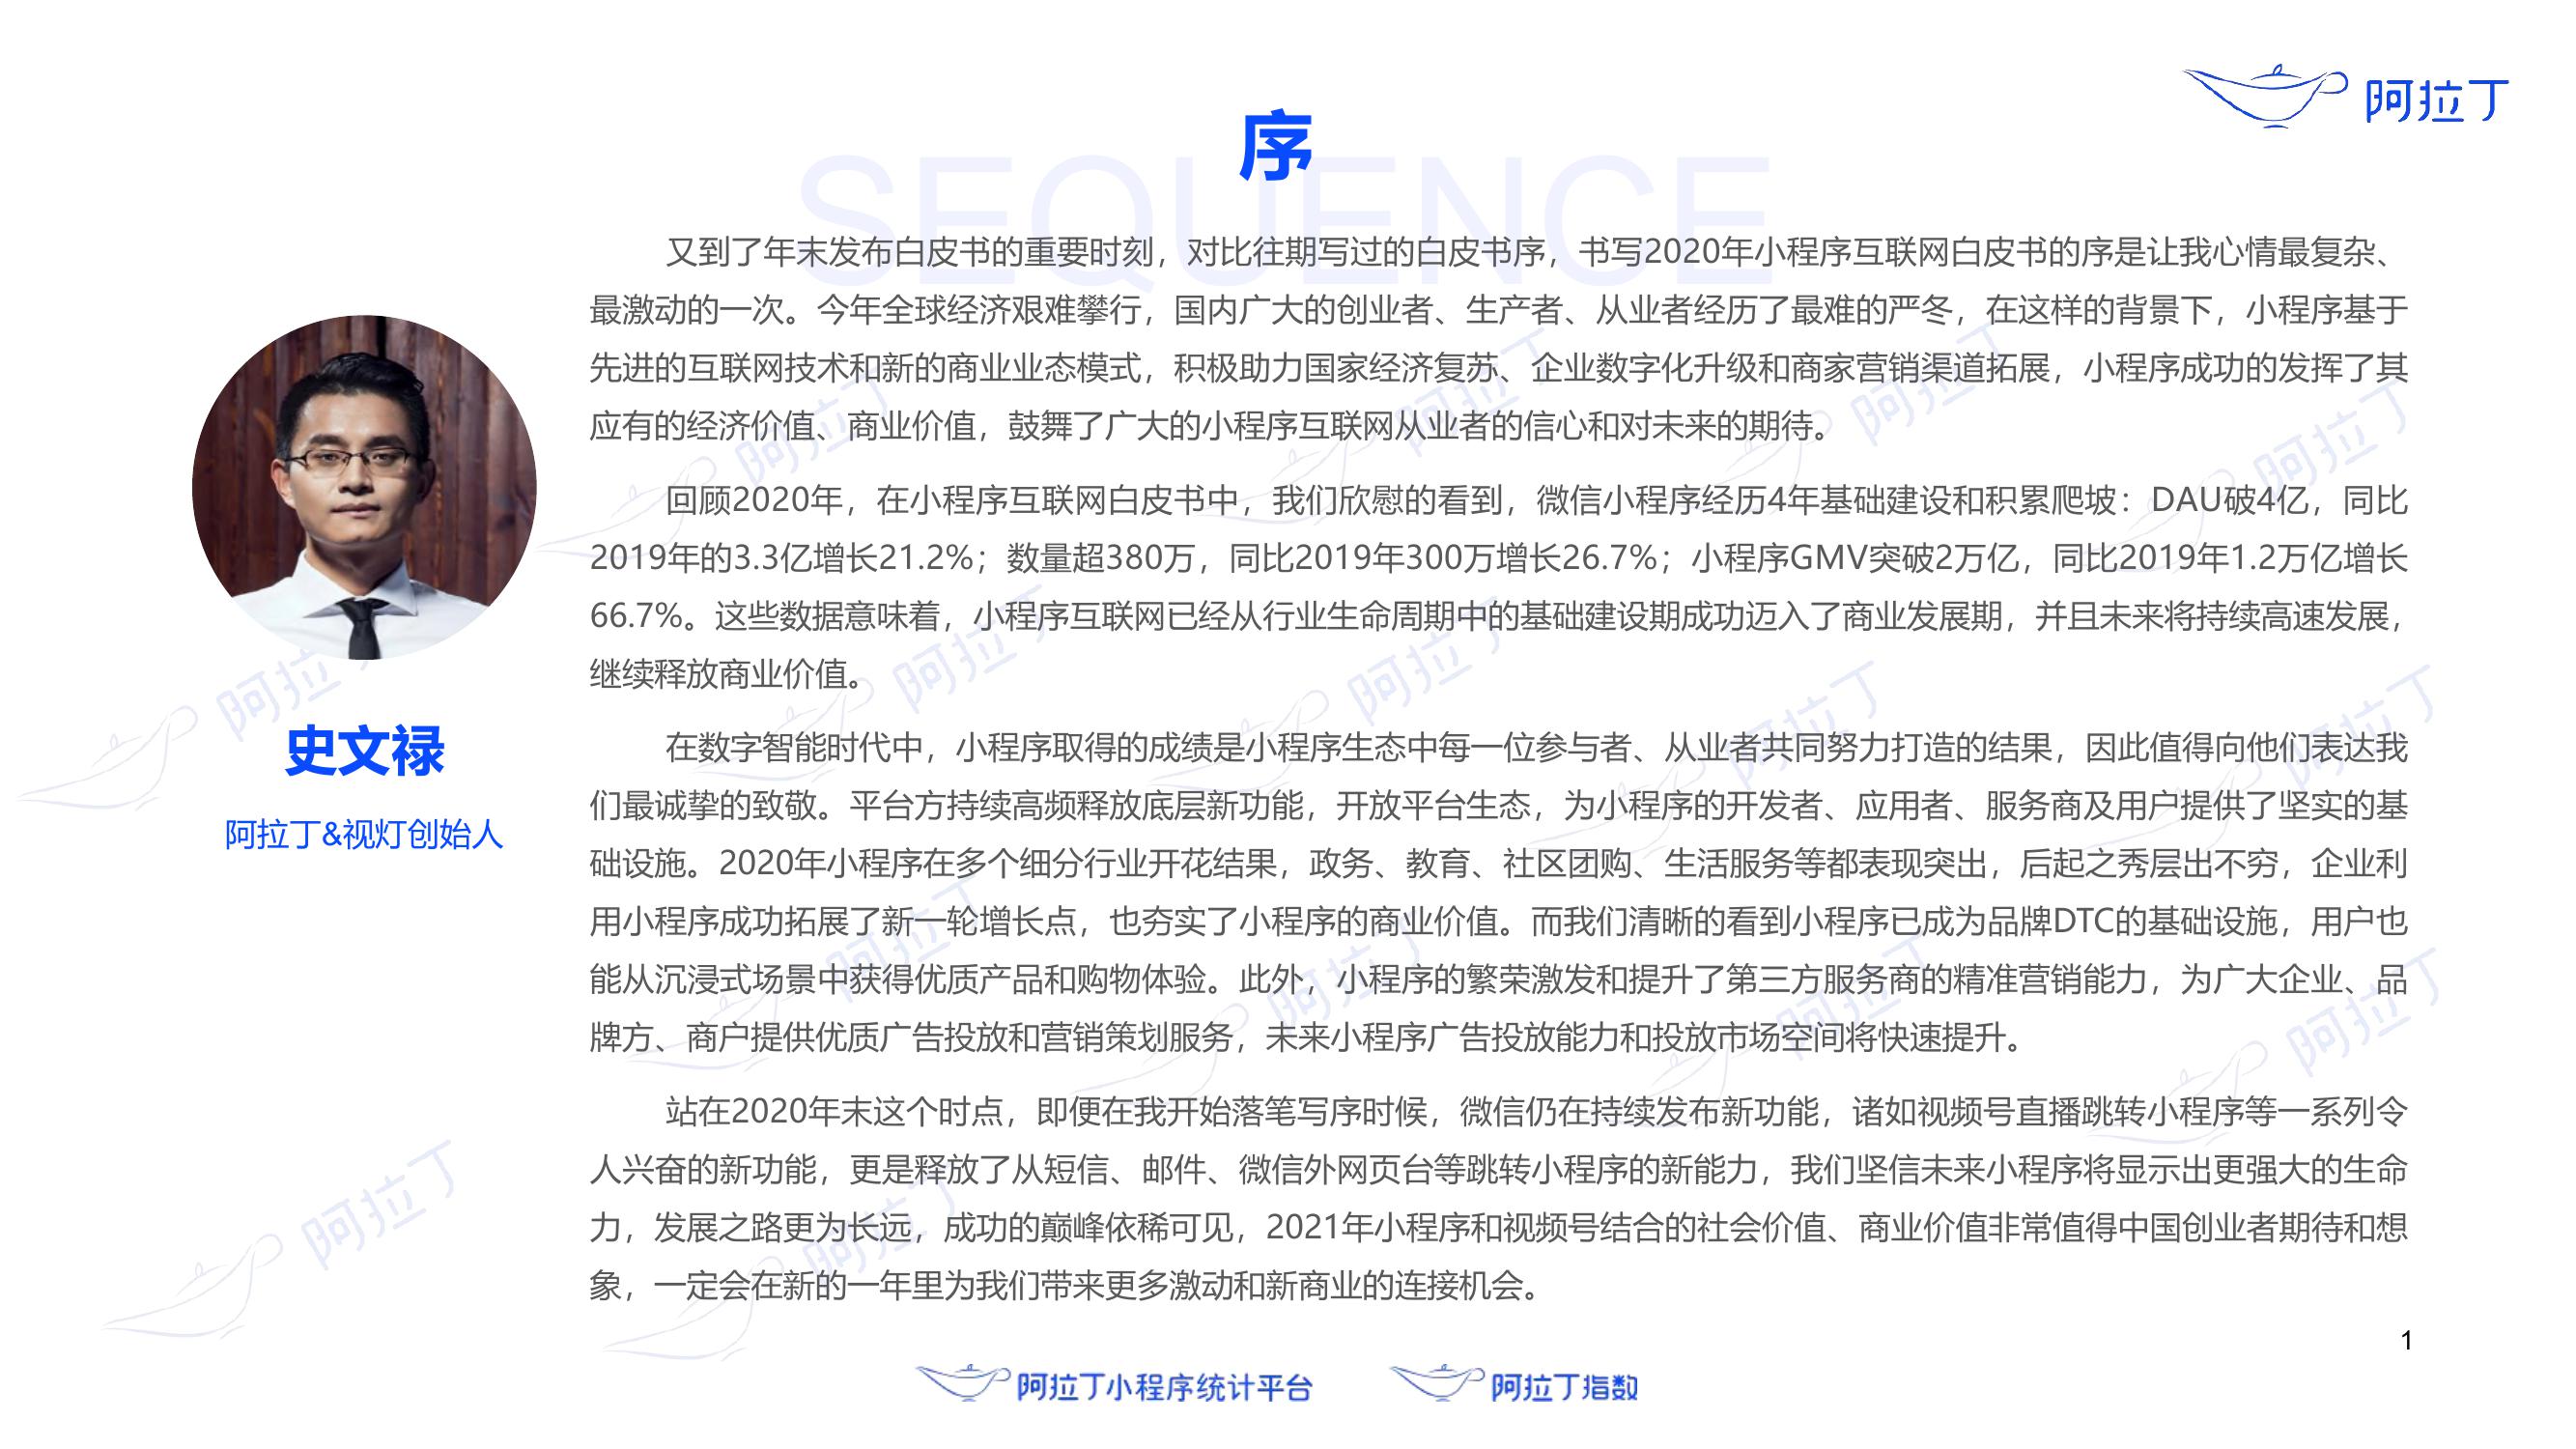 阿拉丁
序
SEQUENCE
又到了年末发布白皮书的重要时刻，对比往期写过的白皮书序，书写2020年小程序互联网白皮书的序是让我心情最复杂、
最激动的一次。今年全球经济艰难攀行，国内广大的创业者、生产者、从业者经历了最难的严冬，在这样的背景下，小程序基于
先进的互联网技术和新的商业业态模式，积极助力国家经济复苏、企业数字化升级和商家营销渠道拓展，小程序成功的发挥了其
应有的经济价值、商业价值，鼓舞了广大的小程序互联网从业者的信心和对未来的期待。
回顾2020年，在小程序互联网白皮书中，我们欣慰的看到，微信小程序经历4年基础建设和积累爬坡：DAU破4亿，同比
2019年的3.3亿增长21.2%；数量超380万，同比2019年300万增长26.7%；小程序GMV突破2万亿，同比2019年1.2万亿增长
66.7%。这些数据意味着，小程序互联网已经从行业生命周期中的基础建设期成功迈入了商业发展期，并且未来将持续高速发展，
继续释放商业价值。
在数字智能时代中，小程序取得的成绩是小程序生态中每一位参与者、从业者共同努力打造的结果，因此值得向他们表达我
们最诚挚的致敬。平台方持续高频释放底层新功能，开放平台生态，为小程序的开发者、应用者、服务商及用户提供了坚实的基
础设施。2020年小程序在多个细分行业开花结果，政务、教育、社区团购、生活服务等都表现突出，后起之秀层出不穷，企业利
用小程序成功拓展了新一轮增长点，也夯实了小程序的商业价值。而我们清晰的看到小程序已成为品牌DTC的基础设施，用户也
能从沉浸式场景中获得优质产品和购物体验。此外，小程序的繁荣激发和提升了第三方服务商的精准营销能力，为广大企业、品
牌方、商户提供优质广告投放和营销策划服务，未来小程序广告投放能力和投放市场空间将快速提升。
站在2020年末这个时点，即便在我开始落笔写序时候，微信仍在持续发布新功能，诸如视频号直播跳转小程序等一系列令
人兴奋的新功能，更是释放了从短信、邮件、微信外网页台等跳转小程序的新能力，我们坚信未来小程序将显示出更强大的生命
力，发展之路更为长远，成功的巅峰依稀可见，2021年小程序和视频号结合的社会价值、商业价值非常值得中国创业者期待和想
象，一定会在新的一年里为我们带来更多激动和新商业的连接机会。
史文禄
阿拉丁&视灯创始人
1
阿拉丁小程序统计平台
阿拉丁指数